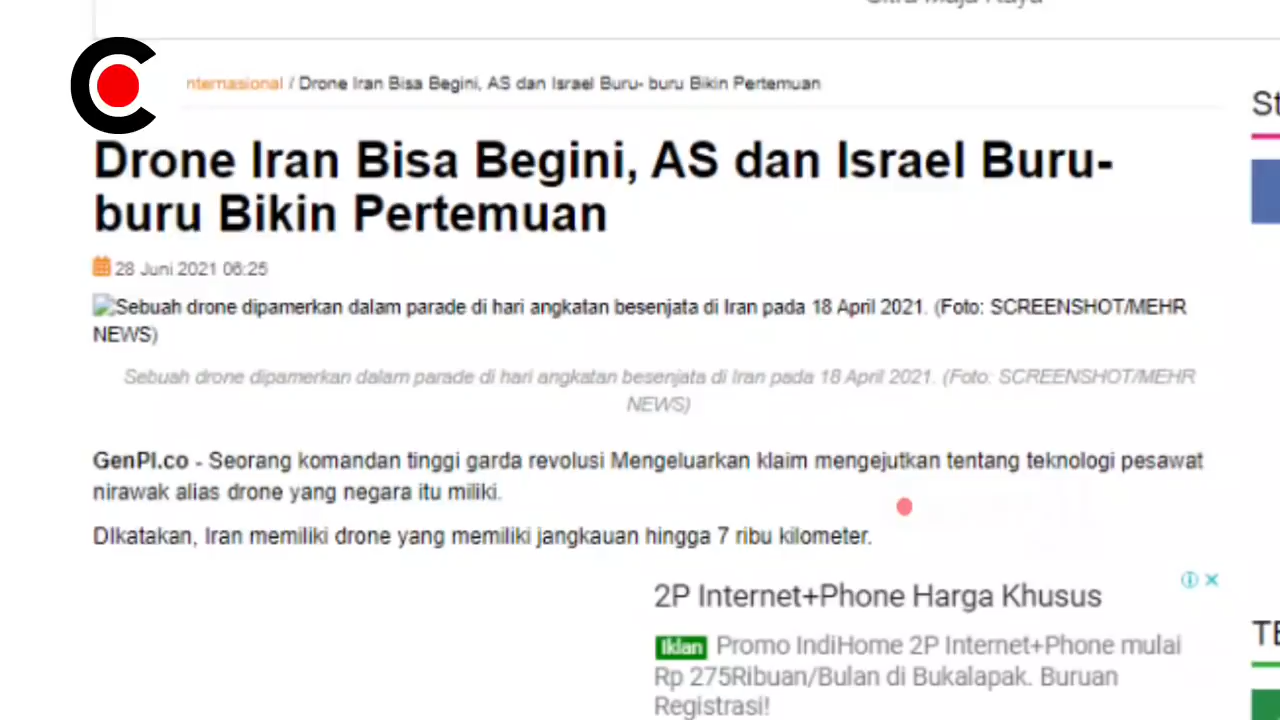 nternasional / Drone Iran Bisa Begini, AS dan Israel Buru- buru Bikin Pertemuan
St
Drone Iran Bisa Begini, AS dan Israel Buru-
buru Bikin Pertemuan
28 Juni 2021 06:25
Sebuah drone dipamerkan dalam parade di hari angkatan besenjata di Iran pada 18 April 2021. (Foto: SCREENSHOT/MEHR
NEWS)
Sebuah drone dipamerkan dalam parade di hari angkatan besenjata di Iran pada 18 April 2021. (Foto: SCREENSHOT/MEHR
NEWS)
GenPI.co - Seorang komandan tinggi garda revolusi Mengeluarkan klaim mengejutkan tentang teknologi pesawat
nirawak alias drone yang negara itu miliki.
DIkatakan, Iran memiliki drone yang memiliki jangkauan hingga 7 ribu kilometer.
2P Internet+Phone Harga Khusus
TE
Iklan Promo IndiHome 2P Internet+Phone mulai
Rp 275Ribuan/Bulan di Bukalapak. Buruan
Registrasi!